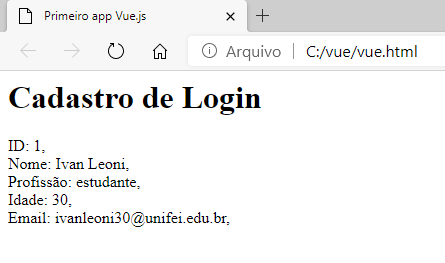 Primeiro app Vue.js
Arquivo | C:/vue/vue.html
Cadastro de Login
ID: 1,
Nome: Ivan Leoni,
Profissão: estudante,
Idade: 30,
Email: ivanleoni30@unifei.edu.br,